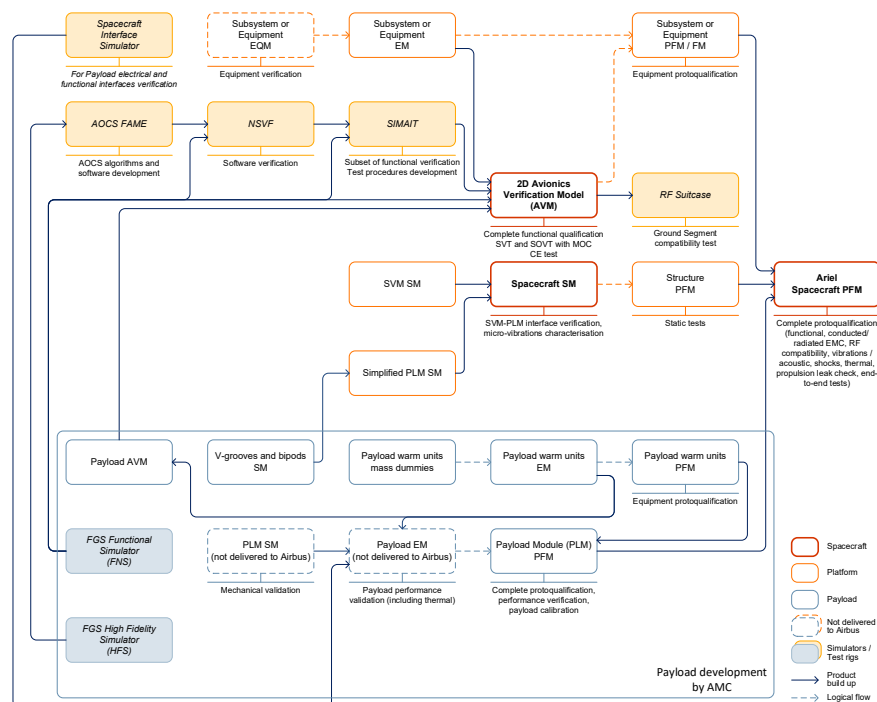 Spacecraft
Interface
Simulator
For Payload electrical and
functional interfaces verification
Subsystem or
Equipment
EQM
Equipment verification
Subsystem or
Equipment
EM
Subsystem or
Equipment
PFM / FM
Equipment protoqualification
AOCS FAME
AOCS algorithms and
software development
NSVF
Software verification
SIMAIT
Subset of functional verification
Test procedures development
2D Avionics
Verification Model
(AVM)
Complete functional qualification
SVT and SOVT with MOC
CE test
RF Suitcase
Ground Segment
compatibility test
SVM SM
Spacecraft SM
SVM-PLM interface verification,
micro-vibrations characterisation
Structure
PFM
Static tests
Ariel
Spacecraft PFM
Complete protoqualification
(functional, conducted/
radiated EMC, RF
compatibility, vibrations /
acoustic, shocks, thermal,
propulsion leak check, end-
to-end tests)
Simplified PLM SM
Payload AVM
V-grooves and bipods
SM
Payload warm units
mass dummies
Payload warm units
EM
Payload warm units
PFM
Equipment protoqualification
FGS Functional
Simulator
(FNS)
PLM SM
(not delivered to Airbus)
Mechanical validation
Payload EM
(not delivered to Airbus)
Payload performance
validation (including thermal)
Payload Module (PLM)
PFM
Complete protoqualification,
performance verification,
payload calibration
FGS High Fidelity
Simulator
(HFS)
Payload development
by AMC
Spacecraft
Platform
Payload
Not delivered
to Airbus
Simulators /
Test rigs
Product
build up
Logical flow